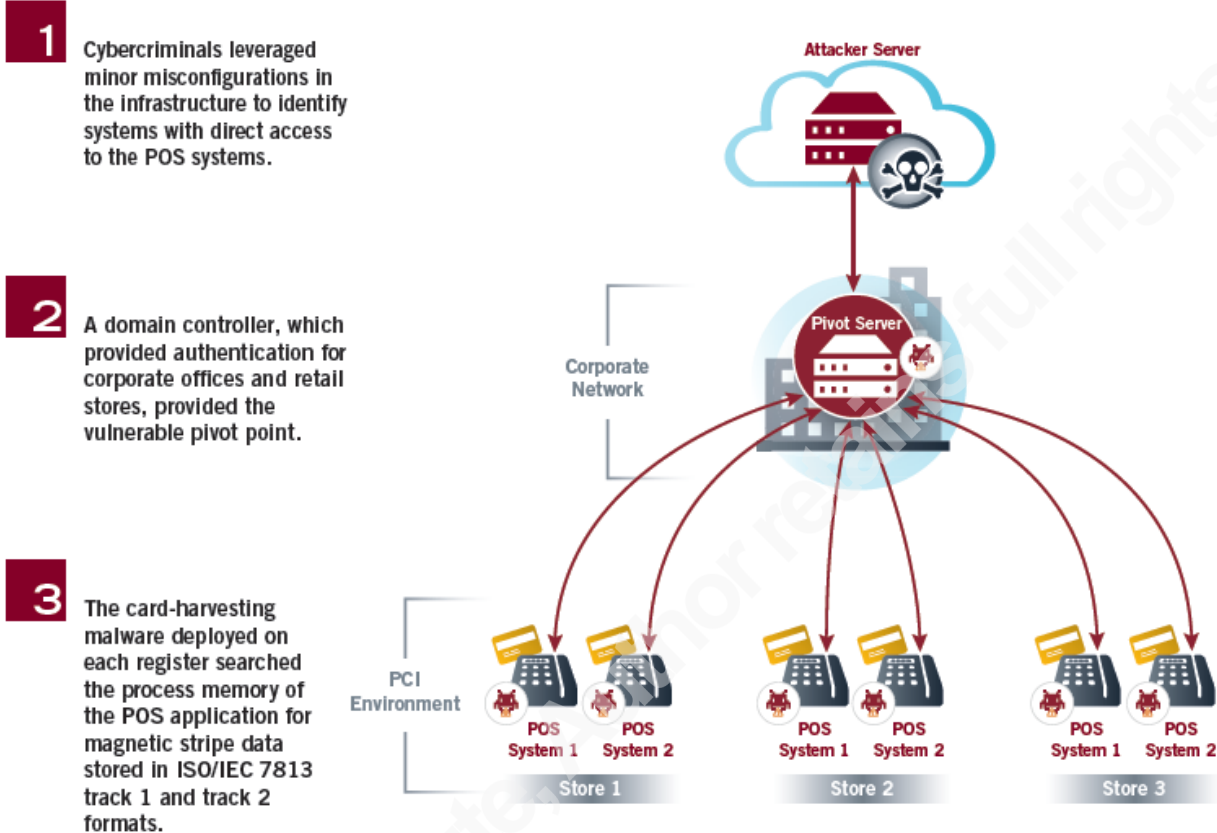 1
Cybercriminals leveraged
minor misconfigurations in
the infrastructure to identify
systems with direct access
to the POS systems.
Attacker Server
2
A domain controller, which
provided authentication for
corporate offices and retail
stores, provided the
vulnerable pivot point.
Corporate
Network
Pivot Server
3
The card-harvesting
malware deployed on
each register searched
the process memory of
the POS application for
magnetic stripe data
stored in ISO/IEC 7813
track 1 and track 2
formats.
PCI
Environment
POS
System 1
POS
System 2
POS
System 1
POS
System 2
POS
System 1
POS
System 2
Store 1
Store 2
Store 3
te, Author retains full rights